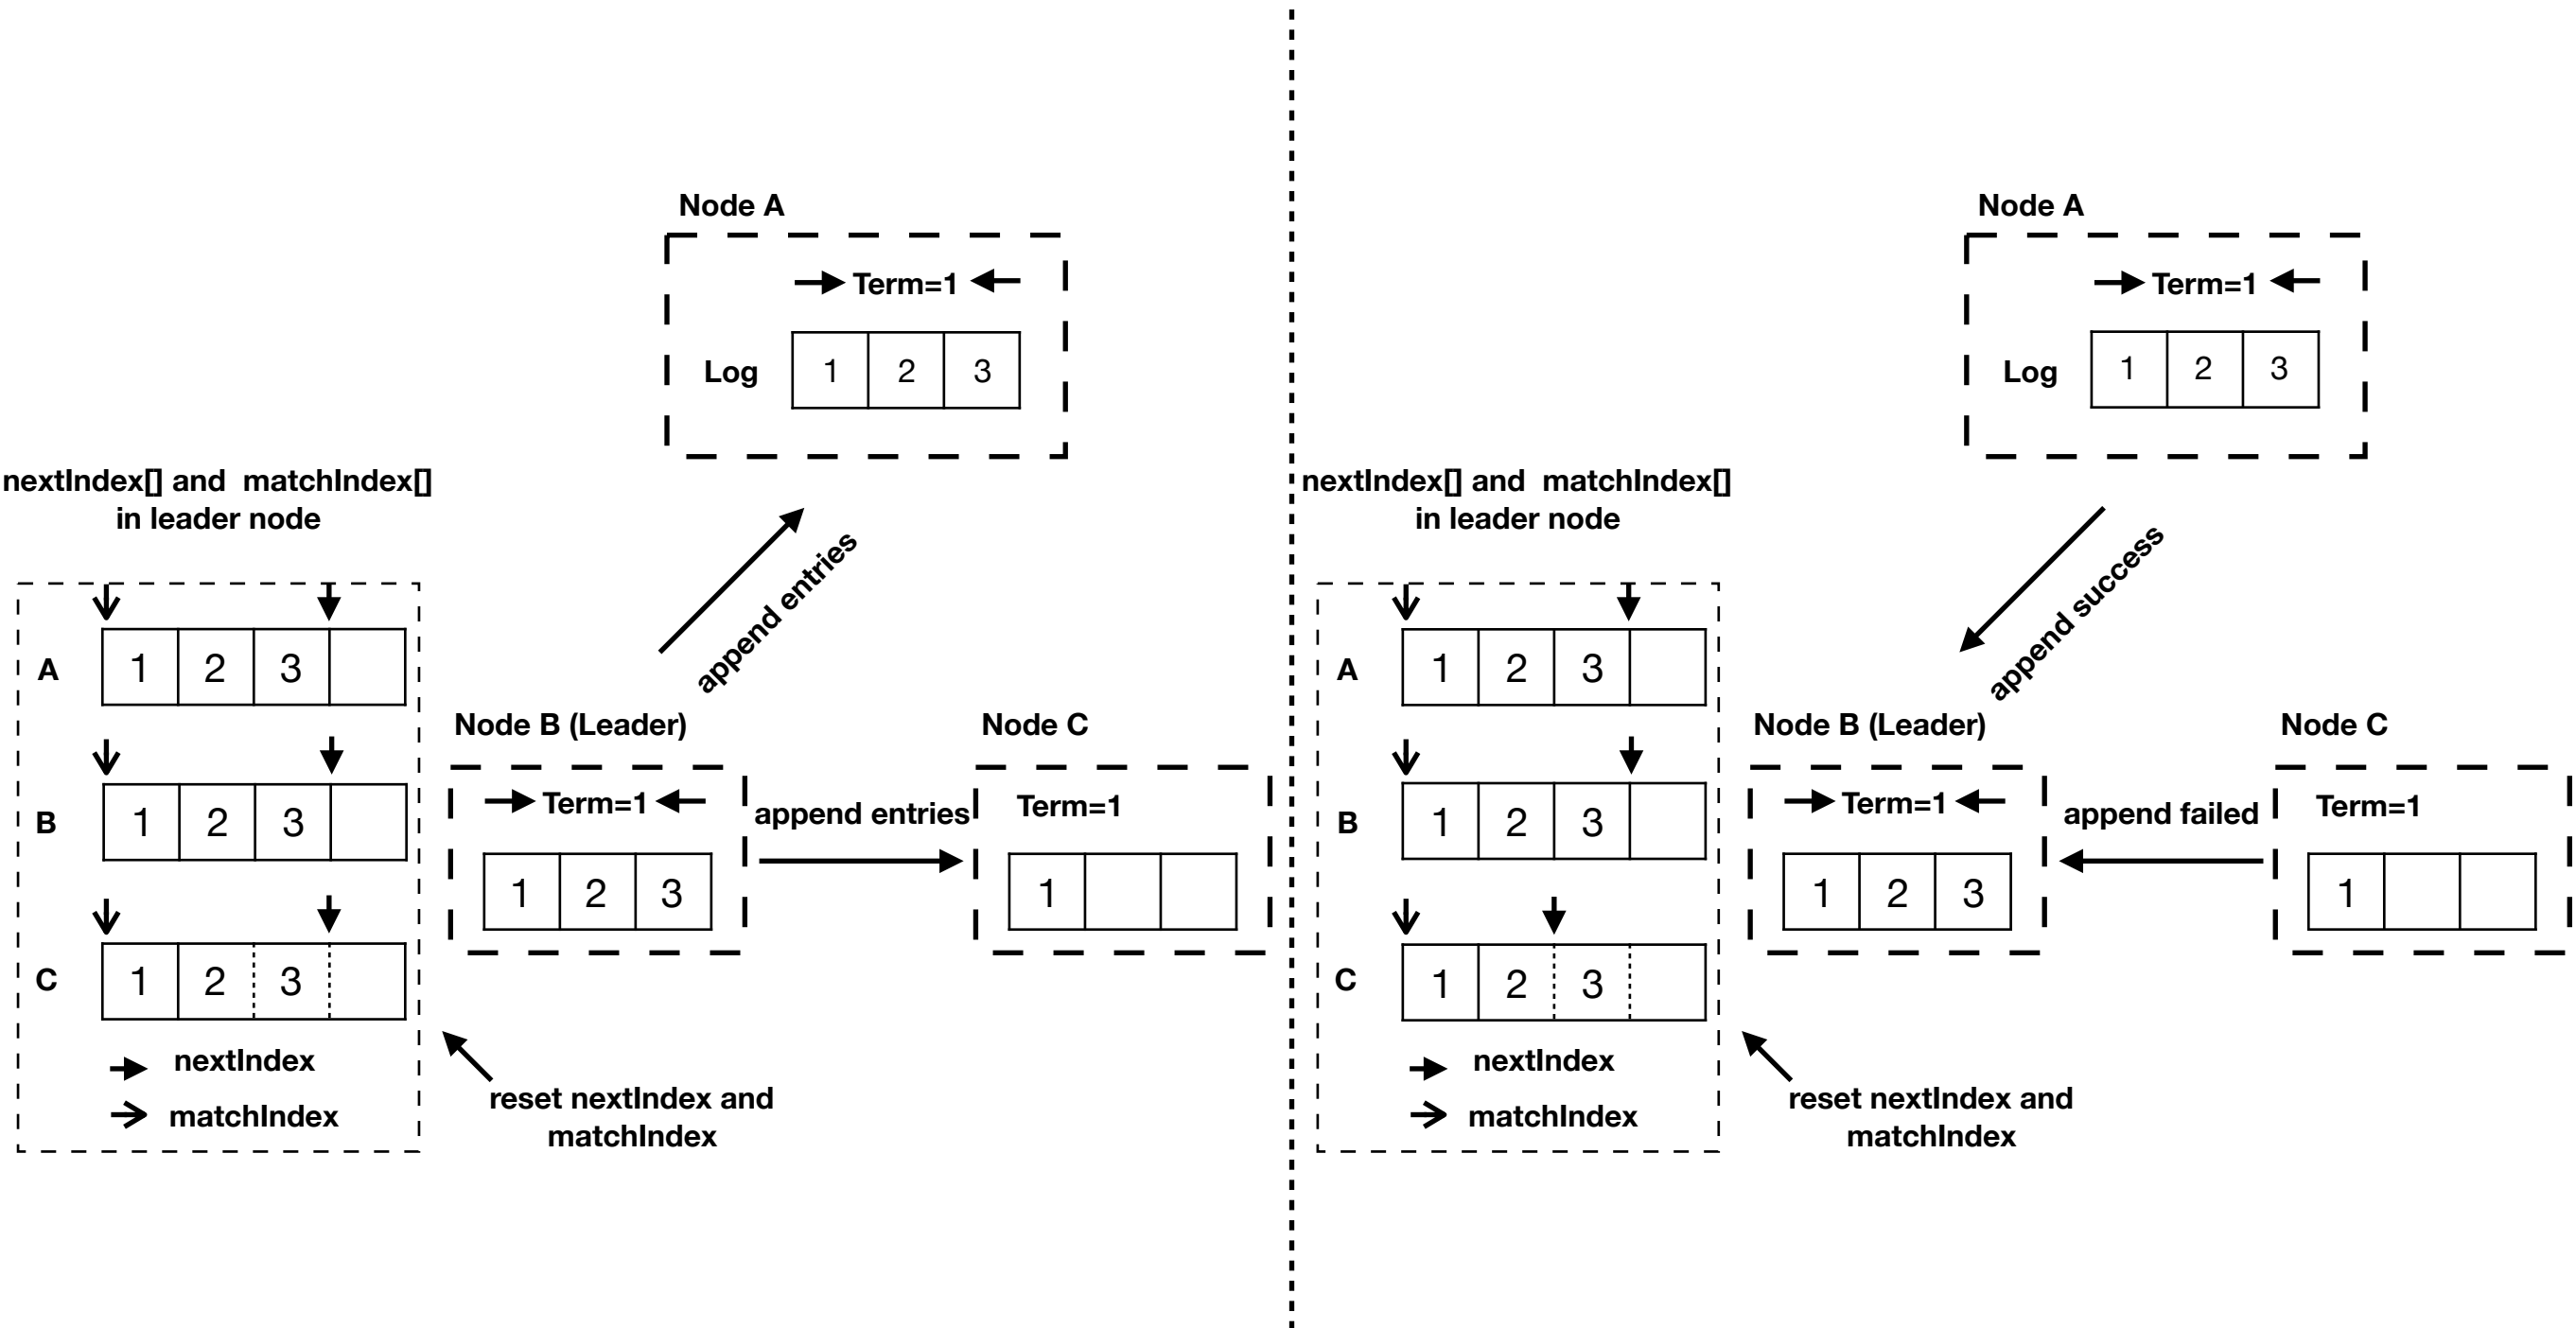 Node A
Term=1
Log 1 2 3
nextIndex[] and matchIndex[]
in leader node
append entries
A 1 2 3
B 1 2 3
C 1 2 3
nextIndex
matchIndex
reset nextIndex and
matchIndex
Node B (Leader)
Term=1
1 2 3
append entries
Node C
Term=1
1
Node A
Term=1
Log 1 2 3
nextIndex[] and matchIndex[]
in leader node
append success
A 1 2 3
B 1 2 3
C 1 2 3
nextIndex
matchIndex
reset nextIndex and
matchIndex
Node B (Leader)
Term=1
1 2 3
append failed
Node C
Term=1
1